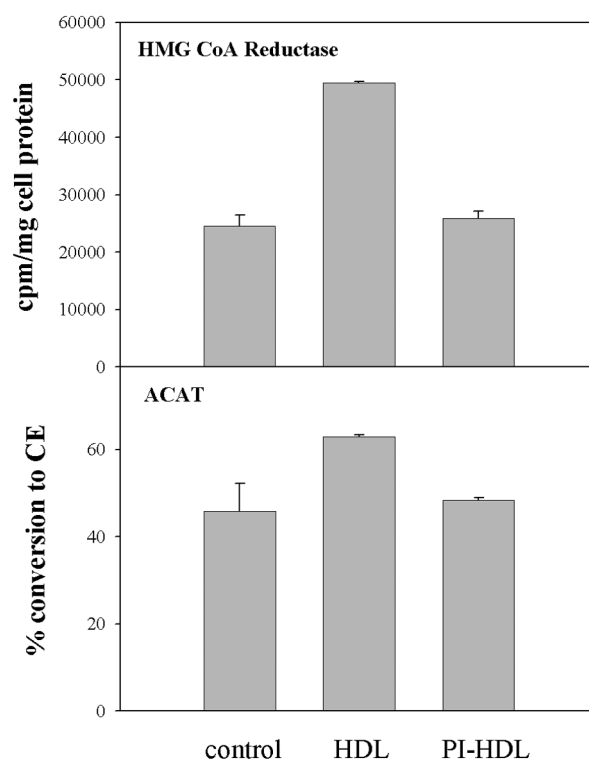 60000
HMG CoA Reductase
50000
40000
30000
20000
10000
0
cpm/mg cell protein
ACAT
60
40
20
0
% conversion to CE
control HDL PI-HDL